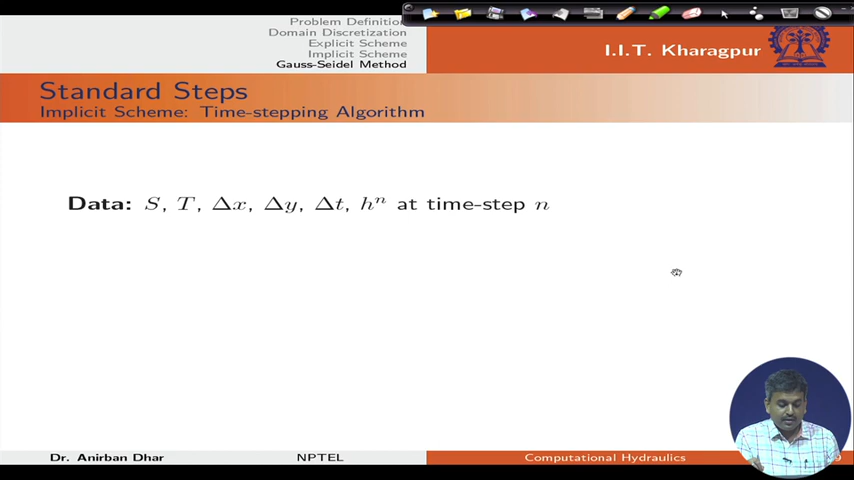 Problem Definition
Domain Discretization
Explicit Scheme
Implicit Scheme
Gauss-Seidel Method
I.I.T. Kharagpur
Standard Steps
Implicit Scheme: Time-stepping Algorithm
Data: S, T, Δx, Δy, Δt, hⁿ at time-step n
Dr. Anirban Dhar
NPTEL
Computational Hydraulics